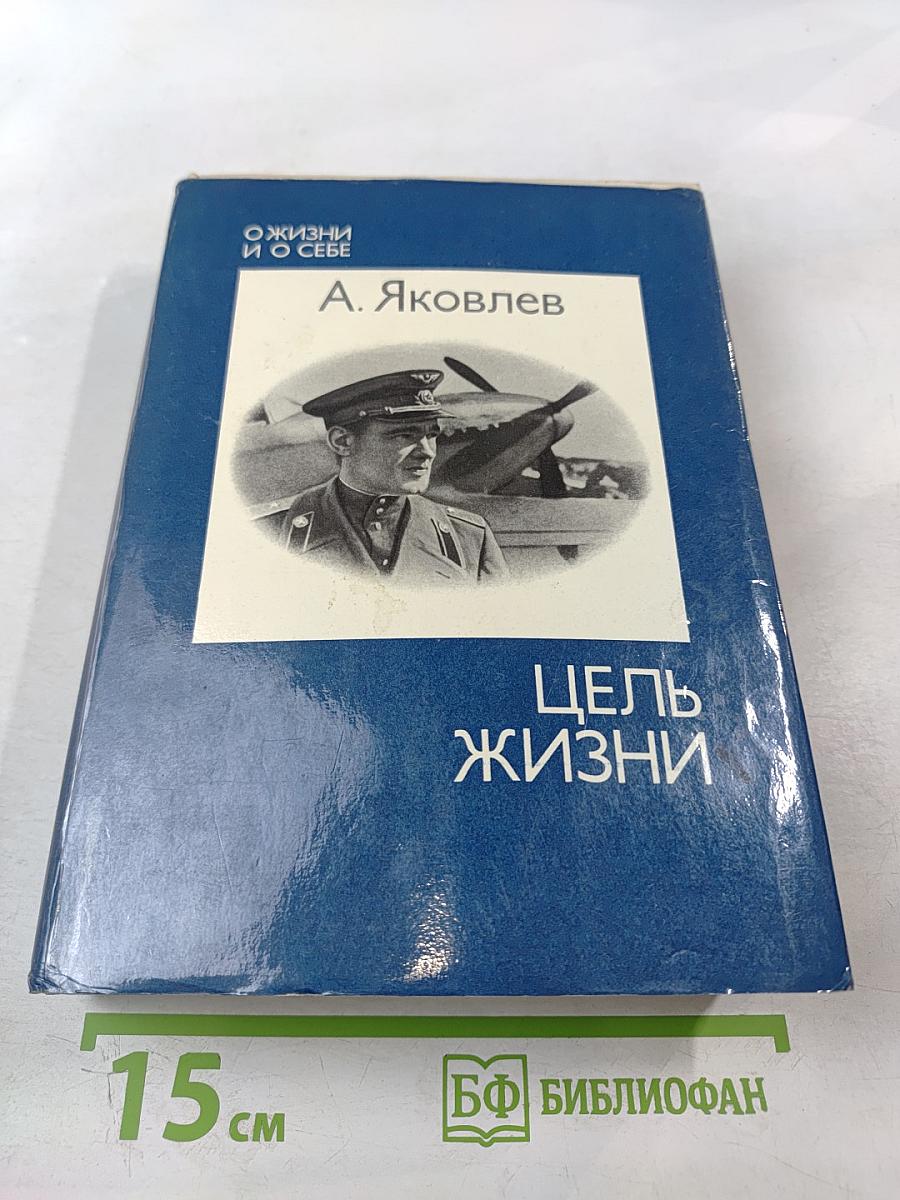 О ЖИЗНИ
И О СЕБЕ
А. Яковлев
ЦЕЛЬ
ЖИЗНИ
15 см
БФ БИБЛИОФАН